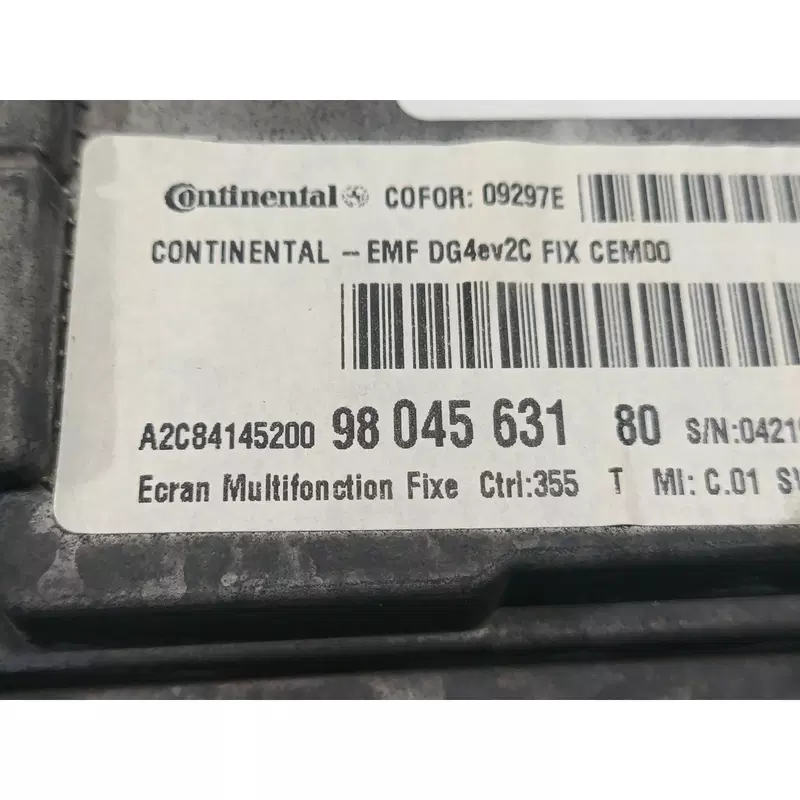 Continental COFOR: 09297E
CONTINENTAL - EMF DG4ev2C FIX CEM00
A2C84145200 98 045 631 80 S/N:0421
Ecran Multifonction Fixe Ctrl:355 T MI: C.01